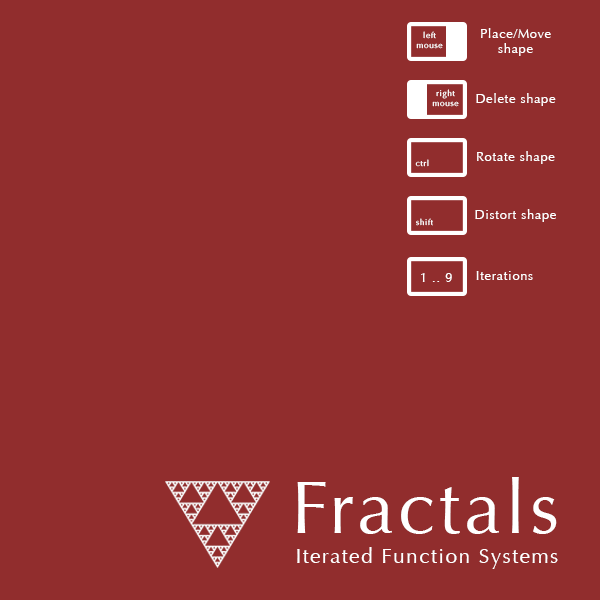 left
mouse
Place/Move
shape
right
mouse
Delete shape
ctrl
Rotate shape
shift
Distort shape
1 .. 9
Iterations
Fractals
Iterated Function Systems